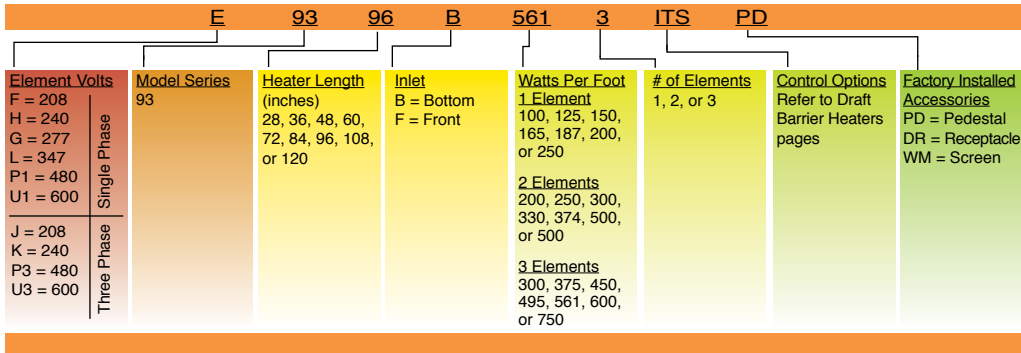 E 93 96 B 561 3 ITS PD
Element Volts
F = 208
H = 240
G = 277
L = 347
P1 = 480
U1 = 600
Single Phase
J = 208
K = 240
P3 = 480
U3 = 600
Three Phase
Model Series
93
Heater Length
(inches)
28, 36, 48, 60,
72, 84, 96, 108,
or 120
Inlet
B = Bottom
F = Front
Watts Per Foot
1 Element
100, 125, 150,
165, 187, 200,
or 250
2 Elements
200, 250, 300,
330, 374, 500,
or 500
3 Elements
300, 375, 450,
495, 561, 600,
or 750
# of Elements
1, 2, or 3
Control Options
Refer to Draft
Barrier Heaters
pages
Factory Installed
Accessories
PD = Pedestal
DR = Receptacle
WM = Screen